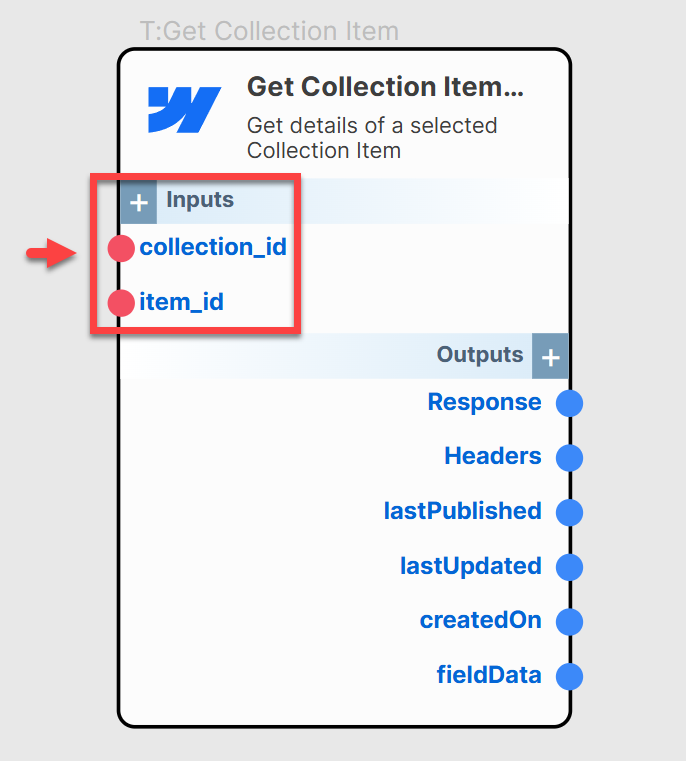 T:Get Collection Item
Get Collection Item...
Get details of a selected
Collection Item
+ Inputs
collection_id
item_id
Outputs +
Response
Headers
lastPublished
lastUpdated
createdOn
fieldData